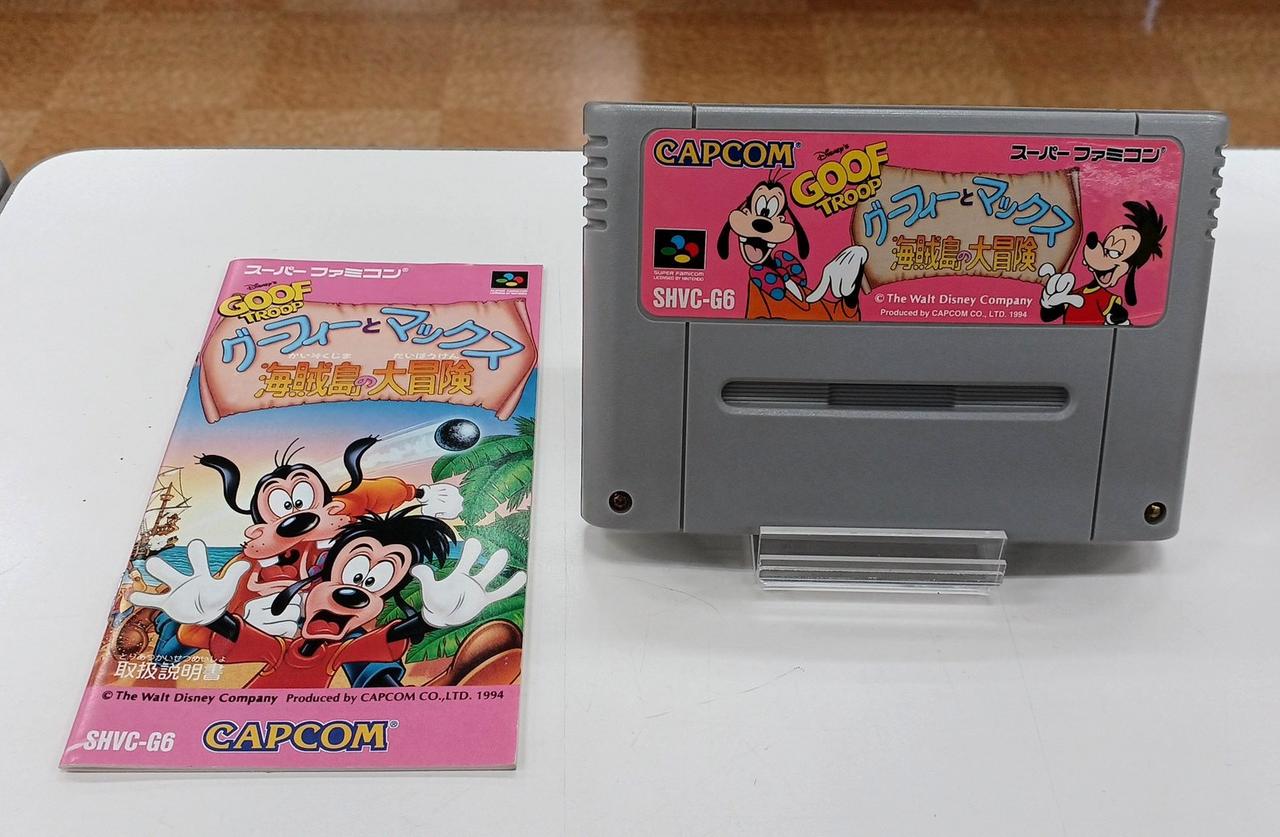 スーパーファミコン®
Disney's
GOOF
TROOP
グーフィーとマックス
かいぞくじま だいぼうけん
海賊島の大冒険
とりあつかいせつめいしょ
取扱説明書
© The Walt Disney Company Produced by CAPCOM CO.,LTD. 1994
SHVC-G6 CAPCOM®
CAPCOM®
Disney's
GOOF
TROOP
スーパーファミコン®
グーフィーとマックス
海賊島の大冒険
SUPER FAMICOM
LICENSED BY NINTENDO
SHVC-G6
© The Walt Disney Company
Produced by CAPCOM CO., LTD. 1994